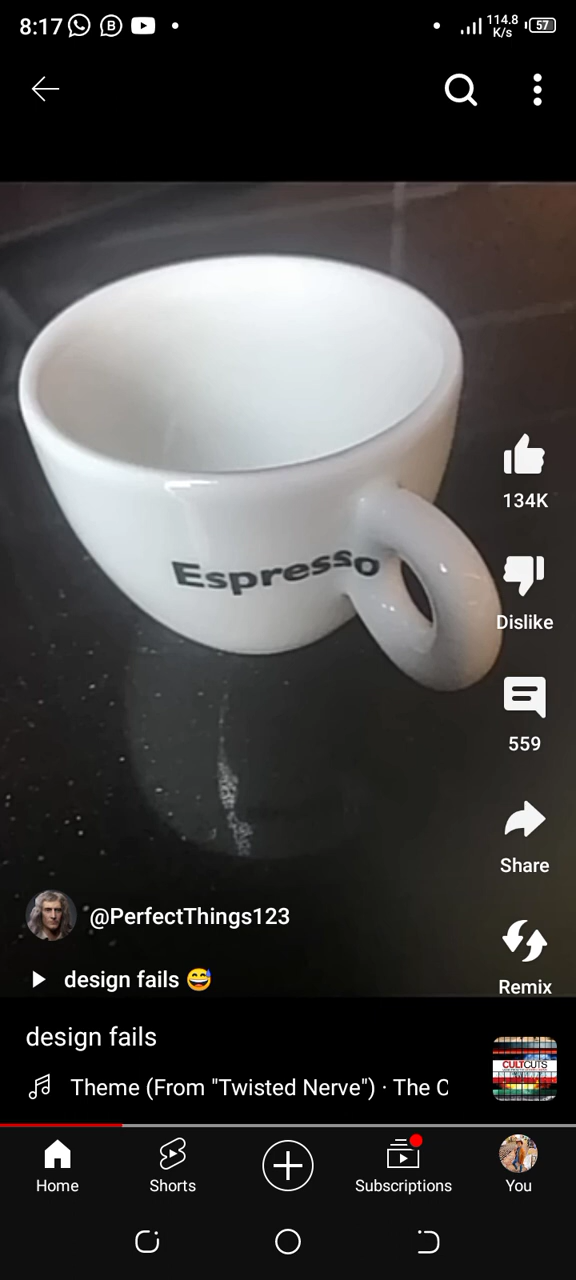 8:17
114.8
K/s
57
Espresso
134K
Dislike
559
Share
@PerfectThings123
design fails 😅
Remix
design fails
CULTCUTS
Theme (From "Twisted Nerve") · The C
Home
Shorts
Subscriptions
You